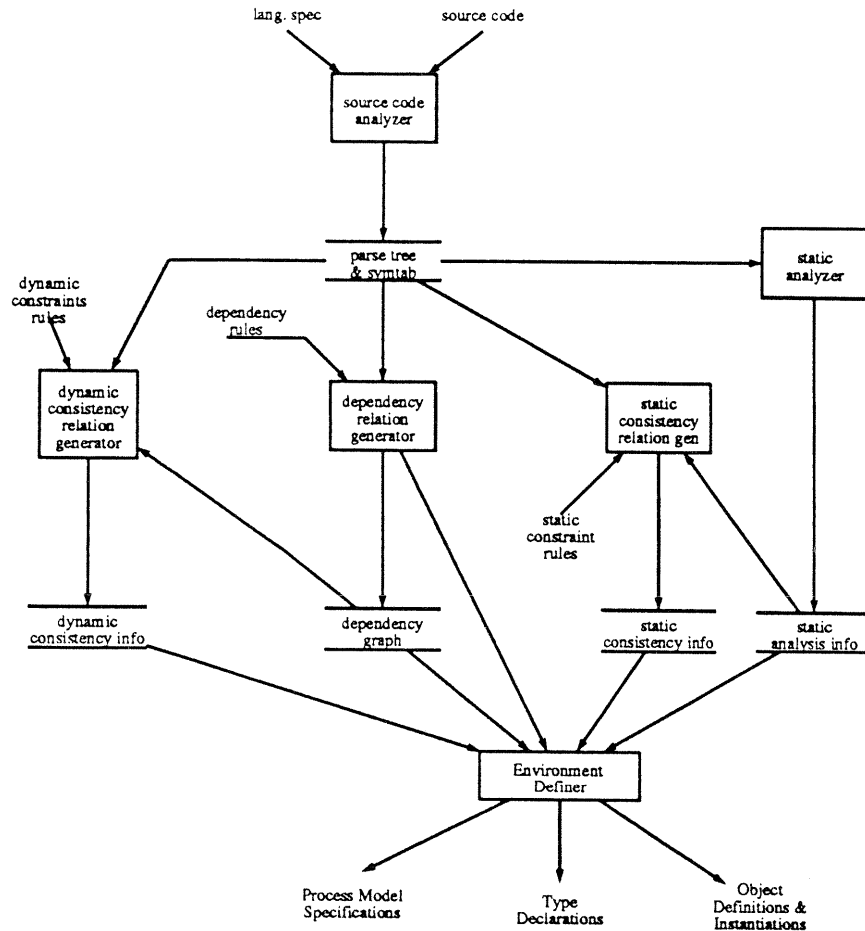 lang. spec
source code
source code
analyzer
parse tree
& symtab
static
analyzer
dynamic
constraints
rules
dependency
rules
dynamic
consistency
relation
generator
dependency
relation
generator
static
consistency
relation gen
static
constraint
rules
dynamic
consistency info
dependency
graph
static
consistency info
static
analysis info
Environment
Definer
Process Model
Specifications
Type
Declarations
Object
Definitions &
Instantiations